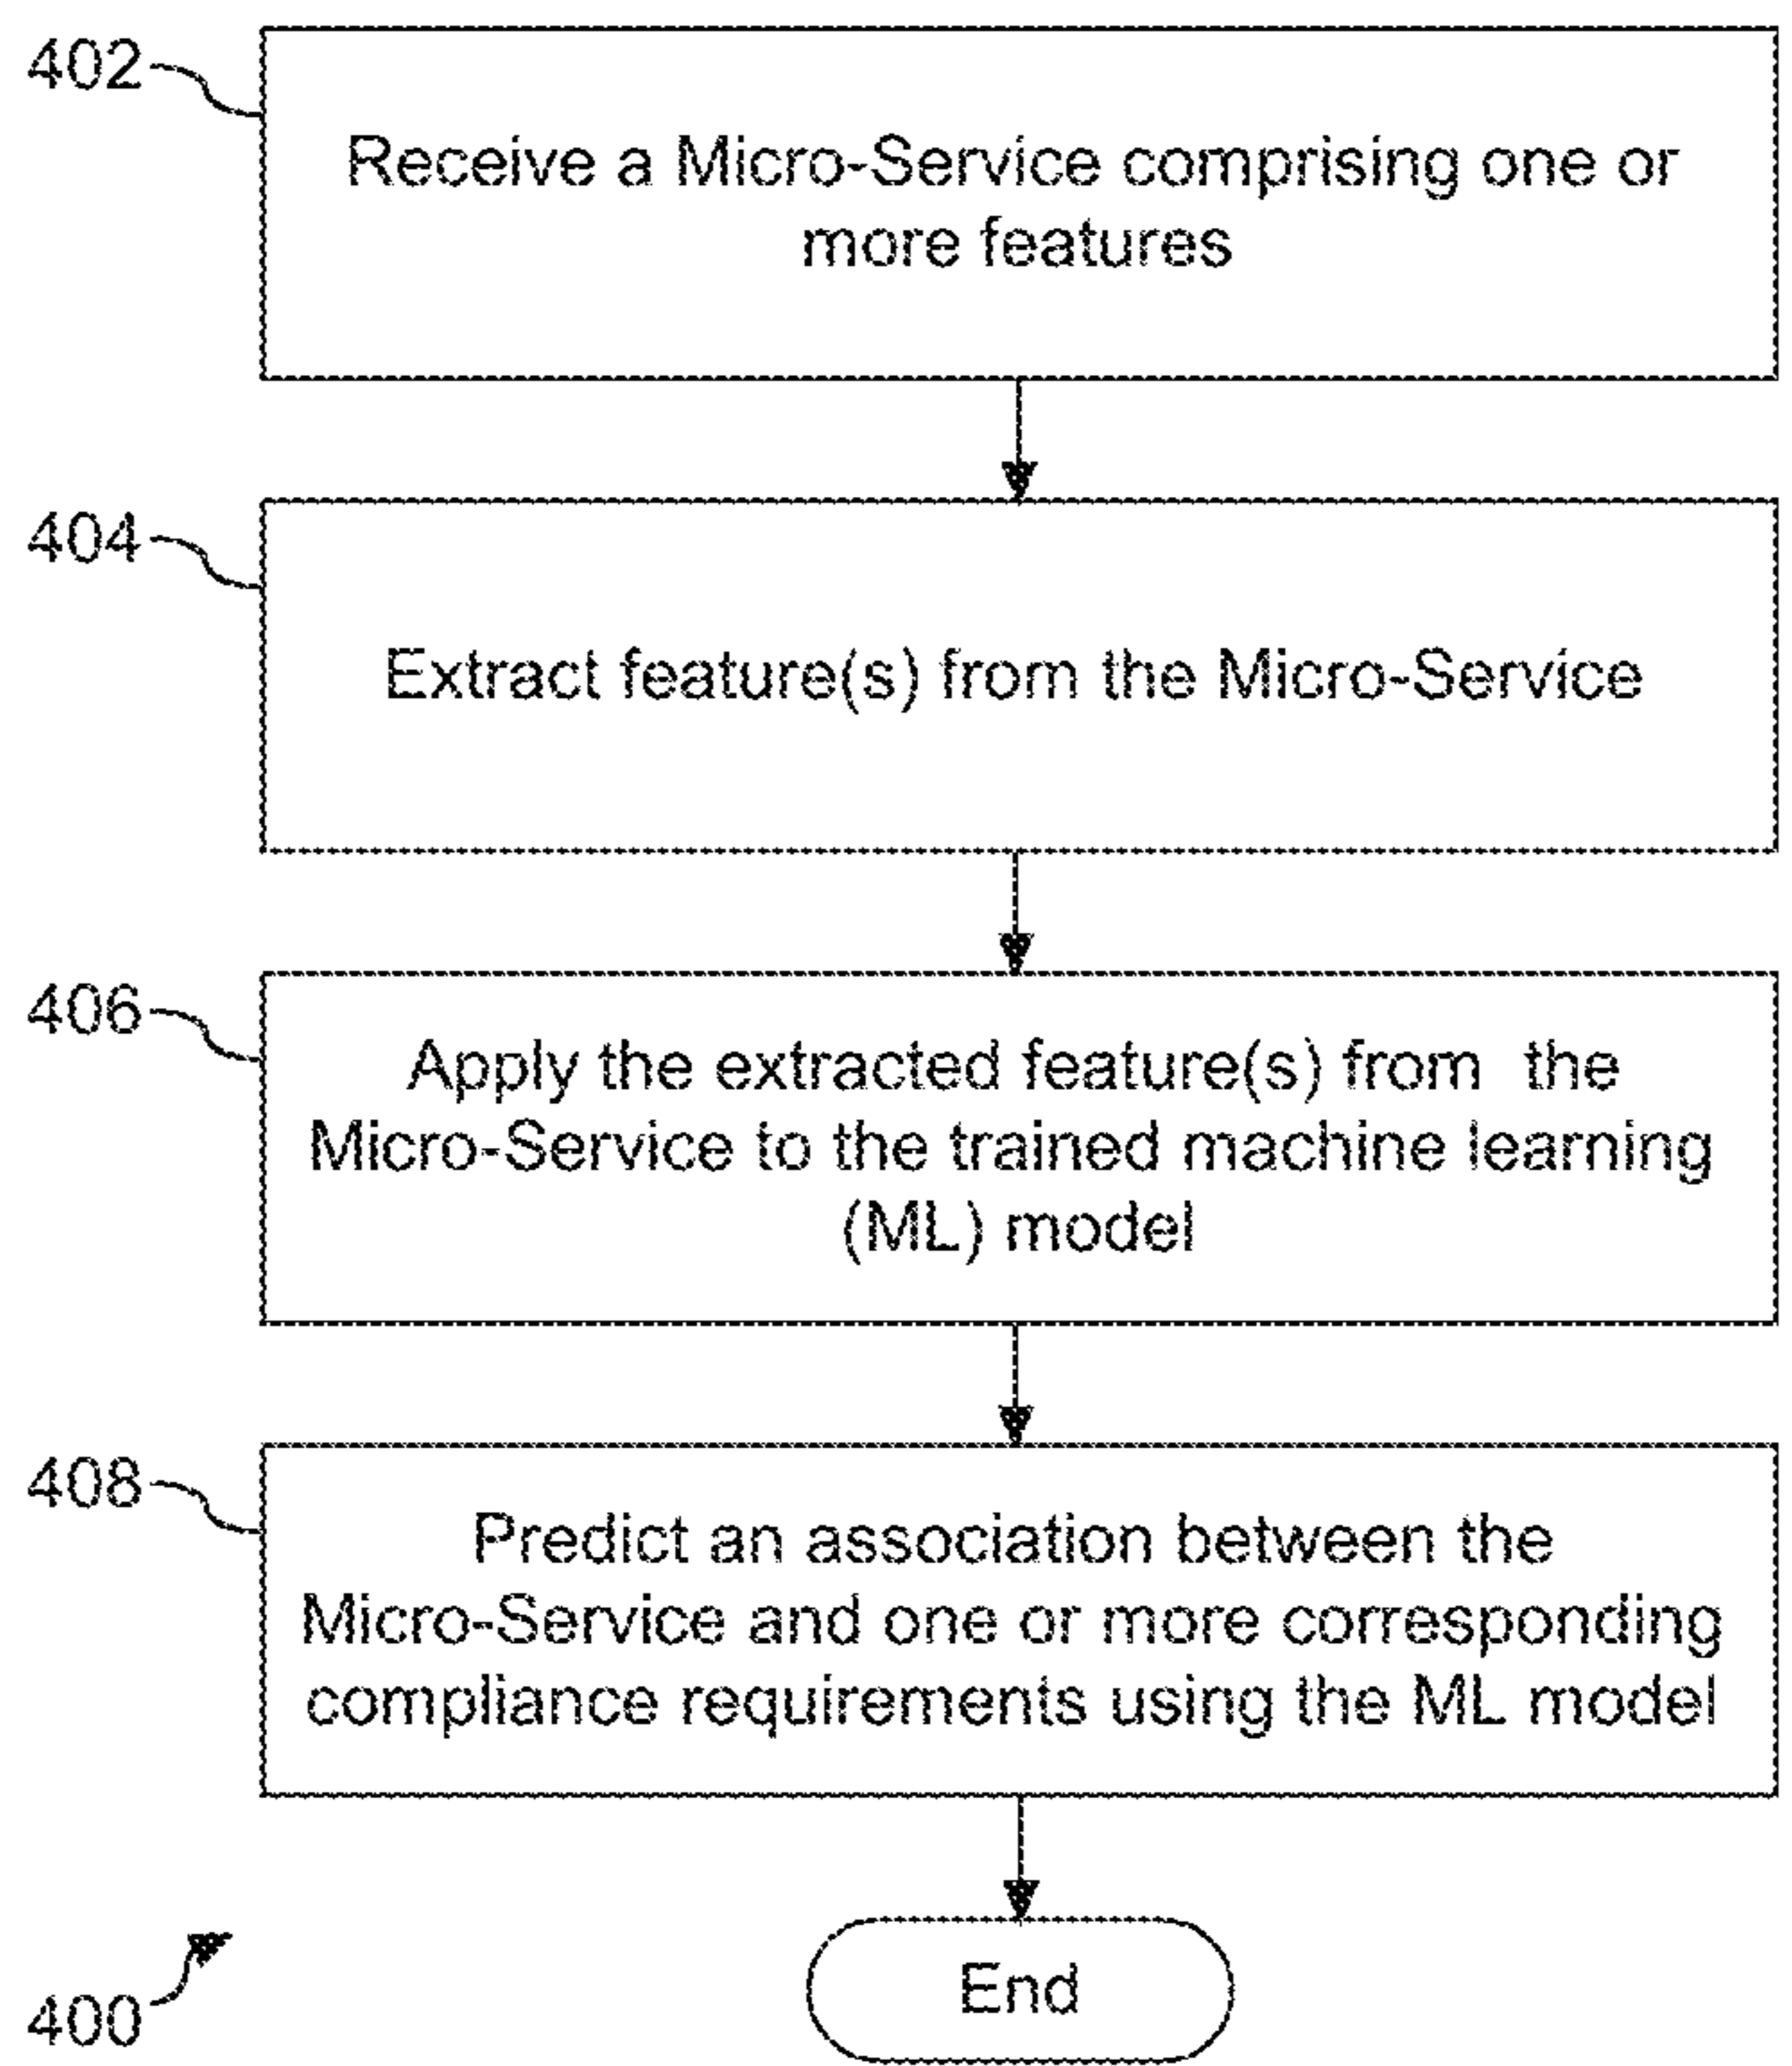 402
Receive a Micro-Service comprising one or
more features
404
Extract feature(s) from the Micro-Service
406
Apply the extracted feature(s) from the
Micro-Service to the trained machine learning
(ML) model
408
Predict an association between the
Micro-Service and one or more corresponding
compliance requirements using the ML model
End
400